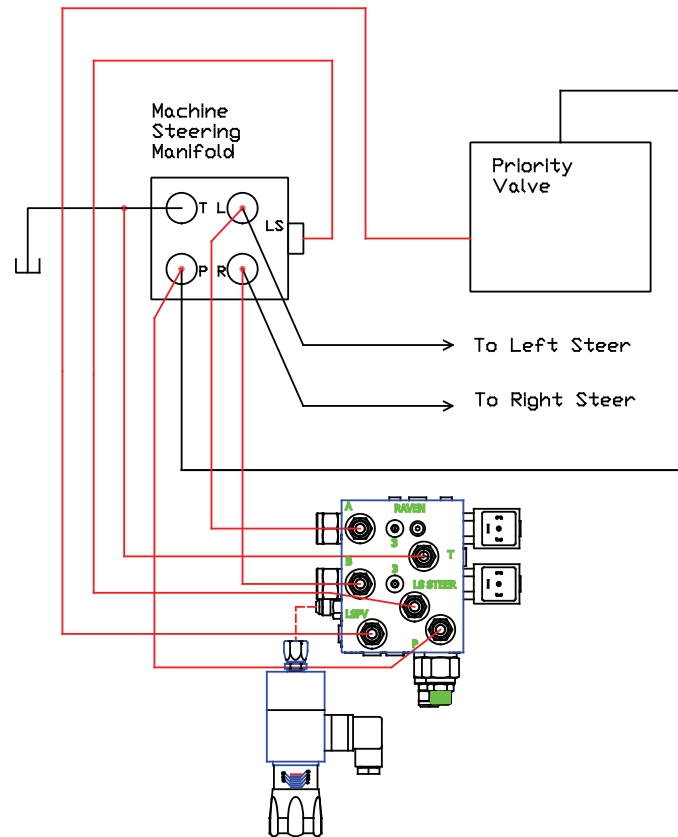 Machine
Steering
Manifold
Priority
Valve
T L
LS
P R
To Left Steer
To Right Steer
A
RAVEN
3
T
B
3
LS STEER
LSPV
P